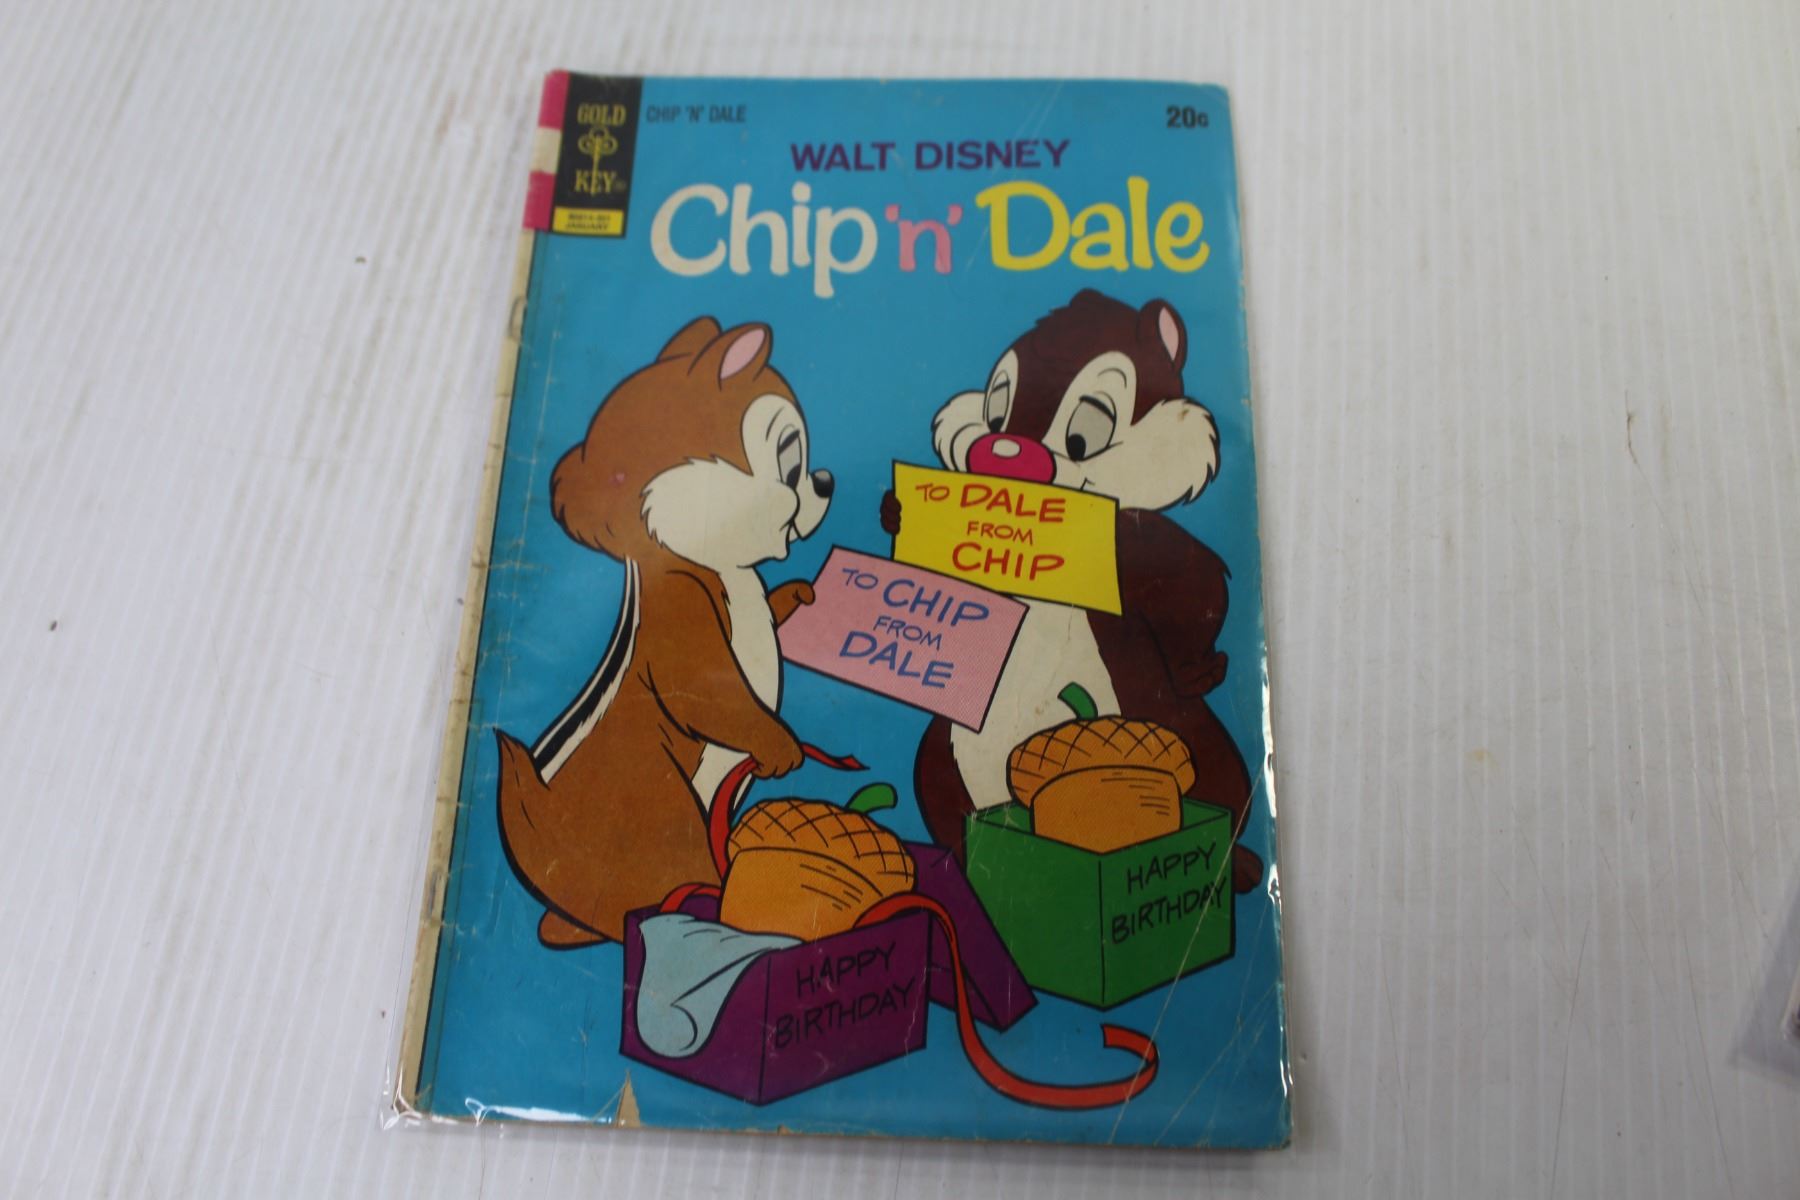 GOLD
KEY
CHIP 'N' DALE
20¢
JANUARY
WALT DISNEY
Chip 'n' Dale
TO DALE
FROM
CHIP
TO CHIP
FROM
DALE
HAPPY
BIRTHDAY
HAPPY
BIRTHDAY